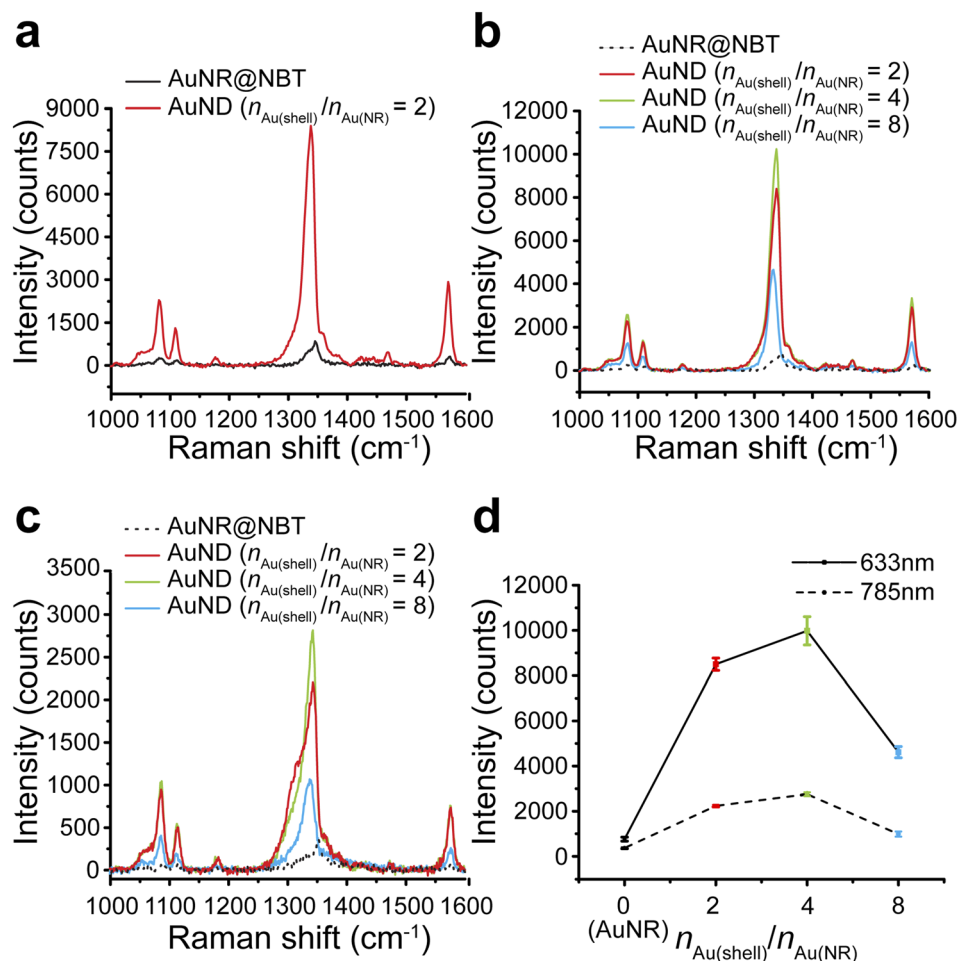 a
AuNR@NBT
AuND (nAu(shell)/nAu(NR) = 2)
9000
7500
6000
4500
3000
1500
0
Intensity (counts)
1000 1100 1200 1300 1400 1500 1600
Raman shift (cm-1)
b
AuNR@NBT
AuND (nAu(shell)/nAu(NR) = 2)
AuND (nAu(shell)/nAu(NR) = 4)
AuND (nAu(shell)/nAu(NR) = 8)
12000
10000
8000
6000
4000
2000
0
Intensity (counts)
1000 1100 1200 1300 1400 1500 1600
Raman shift (cm-1)
c
AuNR@NBT
AuND (nAu(shell)/nAu(NR) = 2)
AuND (nAu(shell)/nAu(NR) = 4)
AuND (nAu(shell)/nAu(NR) = 8)
3500
3000
2500
2000
1500
1000
500
0
Intensity (counts)
1000 1100 1200 1300 1400 1500 1600
Raman shift (cm-1)
d
633nm
785nm
12000
10000
8000
6000
4000
2000
0
Intensity (counts)
0 2 4 8
(AuNR) nAu(shell)/nAu(NR)